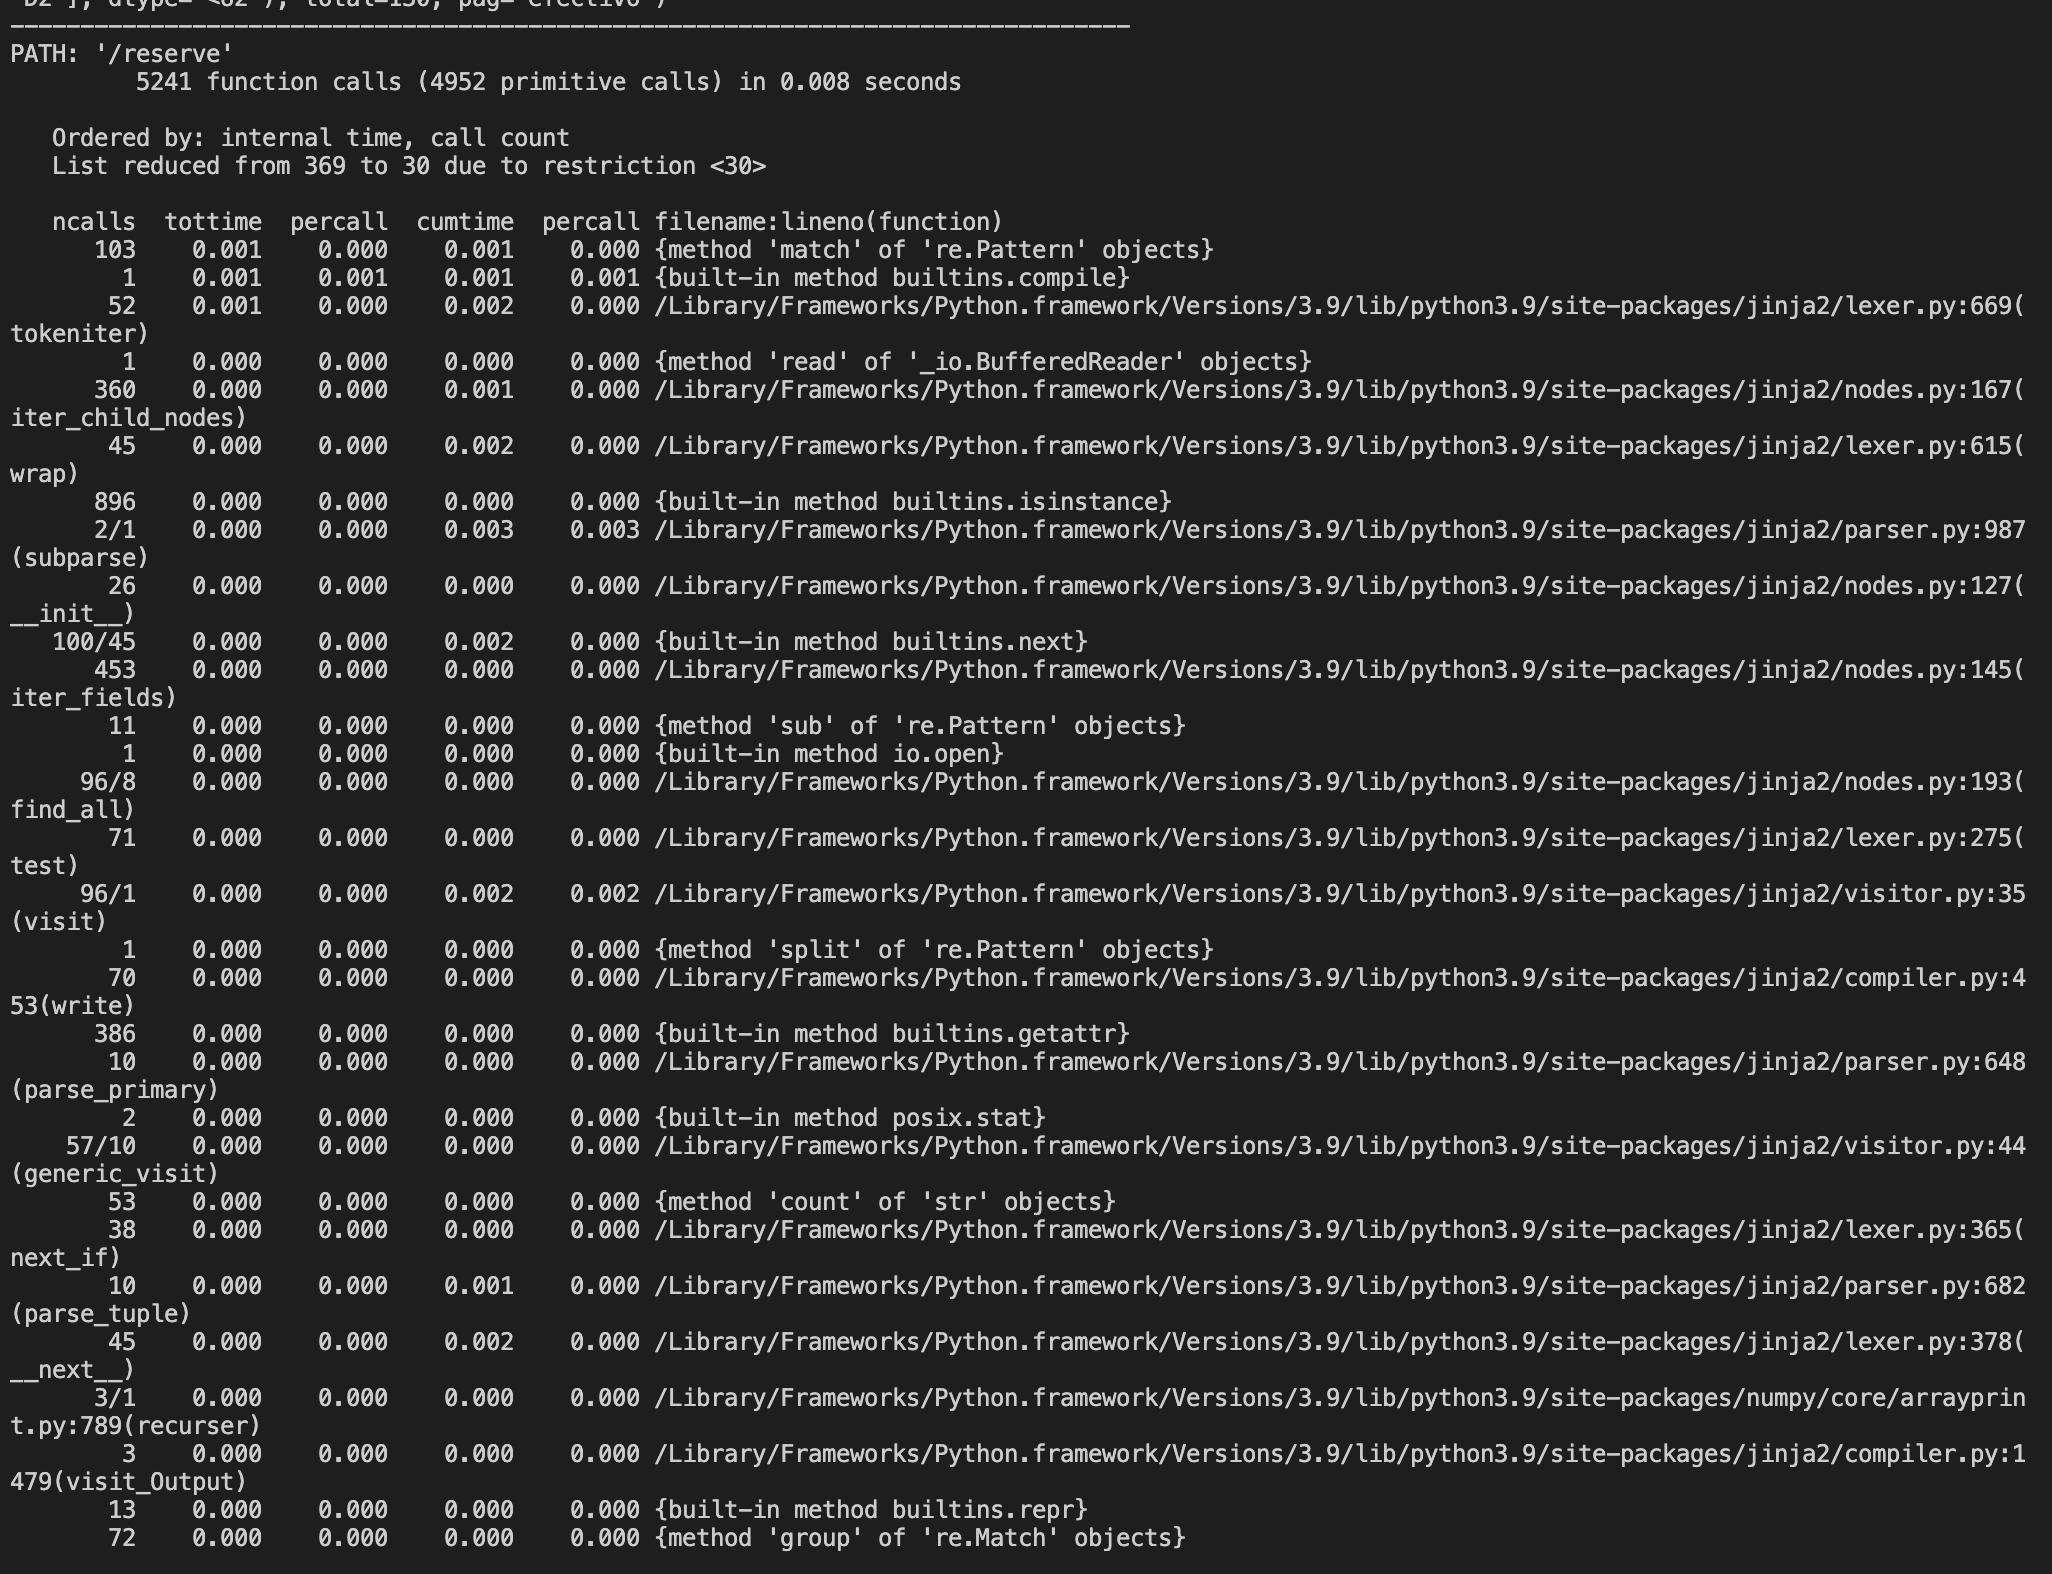 D2'], dtype='<U2'), total=150, pag='efectivo')
--------------------------------------------------------------------------------
PATH: '/reserve'
         5241 function calls (4952 primitive calls) in 0.008 seconds

   Ordered by: internal time, call count
   List reduced from 369 to 30 due to restriction <30>

   ncalls  tottime  percall  cumtime  percall filename:lineno(function)
      103    0.001    0.000    0.001    0.000 {method 'match' of 're.Pattern' objects}
        1    0.001    0.001    0.001    0.001 {built-in method builtins.compile}
       52    0.001    0.000    0.002    0.000 /Library/Frameworks/Python.framework/Versions/3.9/lib/python3.9/site-packages/jinja2/lexer.py:669(
tokeniter)
        1    0.000    0.000    0.000    0.000 {method 'read' of '_io.BufferedReader' objects}
      360    0.000    0.000    0.001    0.000 /Library/Frameworks/Python.framework/Versions/3.9/lib/python3.9/site-packages/jinja2/nodes.py:167(
iter_child_nodes)
       45    0.000    0.000    0.002    0.000 /Library/Frameworks/Python.framework/Versions/3.9/lib/python3.9/site-packages/jinja2/lexer.py:615(
wrap)
      896    0.000    0.000    0.000    0.000 {built-in method builtins.isinstance}
      2/1    0.000    0.000    0.003    0.003 /Library/Frameworks/Python.framework/Versions/3.9/lib/python3.9/site-packages/jinja2/parser.py:987
(subparse)
       26    0.000    0.000    0.000    0.000 /Library/Frameworks/Python.framework/Versions/3.9/lib/python3.9/site-packages/jinja2/nodes.py:127(
__init__)
   100/45    0.000    0.000    0.002    0.000 {built-in method builtins.next}
      453    0.000    0.000    0.000    0.000 /Library/Frameworks/Python.framework/Versions/3.9/lib/python3.9/site-packages/jinja2/nodes.py:145(
iter_fields)
       11    0.000    0.000    0.000    0.000 {method 'sub' of 're.Pattern' objects}
        1    0.000    0.000    0.000    0.000 {built-in method io.open}
     96/8    0.000    0.000    0.000    0.000 /Library/Frameworks/Python.framework/Versions/3.9/lib/python3.9/site-packages/jinja2/nodes.py:193(
find_all)
       71    0.000    0.000    0.000    0.000 /Library/Frameworks/Python.framework/Versions/3.9/lib/python3.9/site-packages/jinja2/lexer.py:275(
test)
     96/1    0.000    0.000    0.002    0.002 /Library/Frameworks/Python.framework/Versions/3.9/lib/python3.9/site-packages/jinja2/visitor.py:35
(visit)
        1    0.000    0.000    0.000    0.000 {method 'split' of 're.Pattern' objects}
       70    0.000    0.000    0.000    0.000 /Library/Frameworks/Python.framework/Versions/3.9/lib/python3.9/site-packages/jinja2/compiler.py:4
53(write)
      386    0.000    0.000    0.000    0.000 {built-in method builtins.getattr}
       10    0.000    0.000    0.000    0.000 /Library/Frameworks/Python.framework/Versions/3.9/lib/python3.9/site-packages/jinja2/parser.py:648
(parse_primary)
        2    0.000    0.000    0.000    0.000 {built-in method posix.stat}
    57/10    0.000    0.000    0.000    0.000 /Library/Frameworks/Python.framework/Versions/3.9/lib/python3.9/site-packages/jinja2/visitor.py:44
(generic_visit)
       53    0.000    0.000    0.000    0.000 {method 'count' of 'str' objects}
       38    0.000    0.000    0.000    0.000 /Library/Frameworks/Python.framework/Versions/3.9/lib/python3.9/site-packages/jinja2/lexer.py:365(
next_if)
       10    0.000    0.000    0.001    0.000 /Library/Frameworks/Python.framework/Versions/3.9/lib/python3.9/site-packages/jinja2/parser.py:682
(parse_tuple)
       45    0.000    0.000    0.002    0.000 /Library/Frameworks/Python.framework/Versions/3.9/lib/python3.9/site-packages/jinja2/lexer.py:378(
__next__)
      3/1    0.000    0.000    0.000    0.000 /Library/Frameworks/Python.framework/Versions/3.9/lib/python3.9/site-packages/numpy/core/arrayprin
t.py:789(recurser)
        3    0.000    0.000    0.000    0.000 /Library/Frameworks/Python.framework/Versions/3.9/lib/python3.9/site-packages/jinja2/compiler.py:1
479(visit_Output)
       13    0.000    0.000    0.000    0.000 {built-in method builtins.repr}
       72    0.000    0.000    0.000    0.000 {method 'group' of 're.Match' objects}